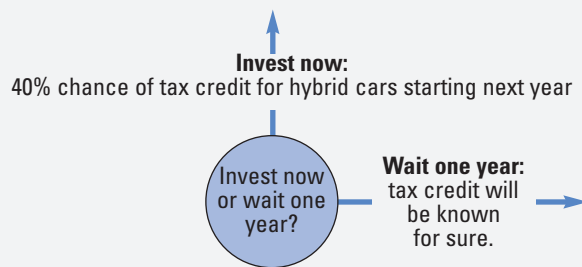 Invest now:
40% chance of tax credit for hybrid cars starting next year
Invest now
or wait one
year?
Wait one year:
tax credit will
be known
for sure.